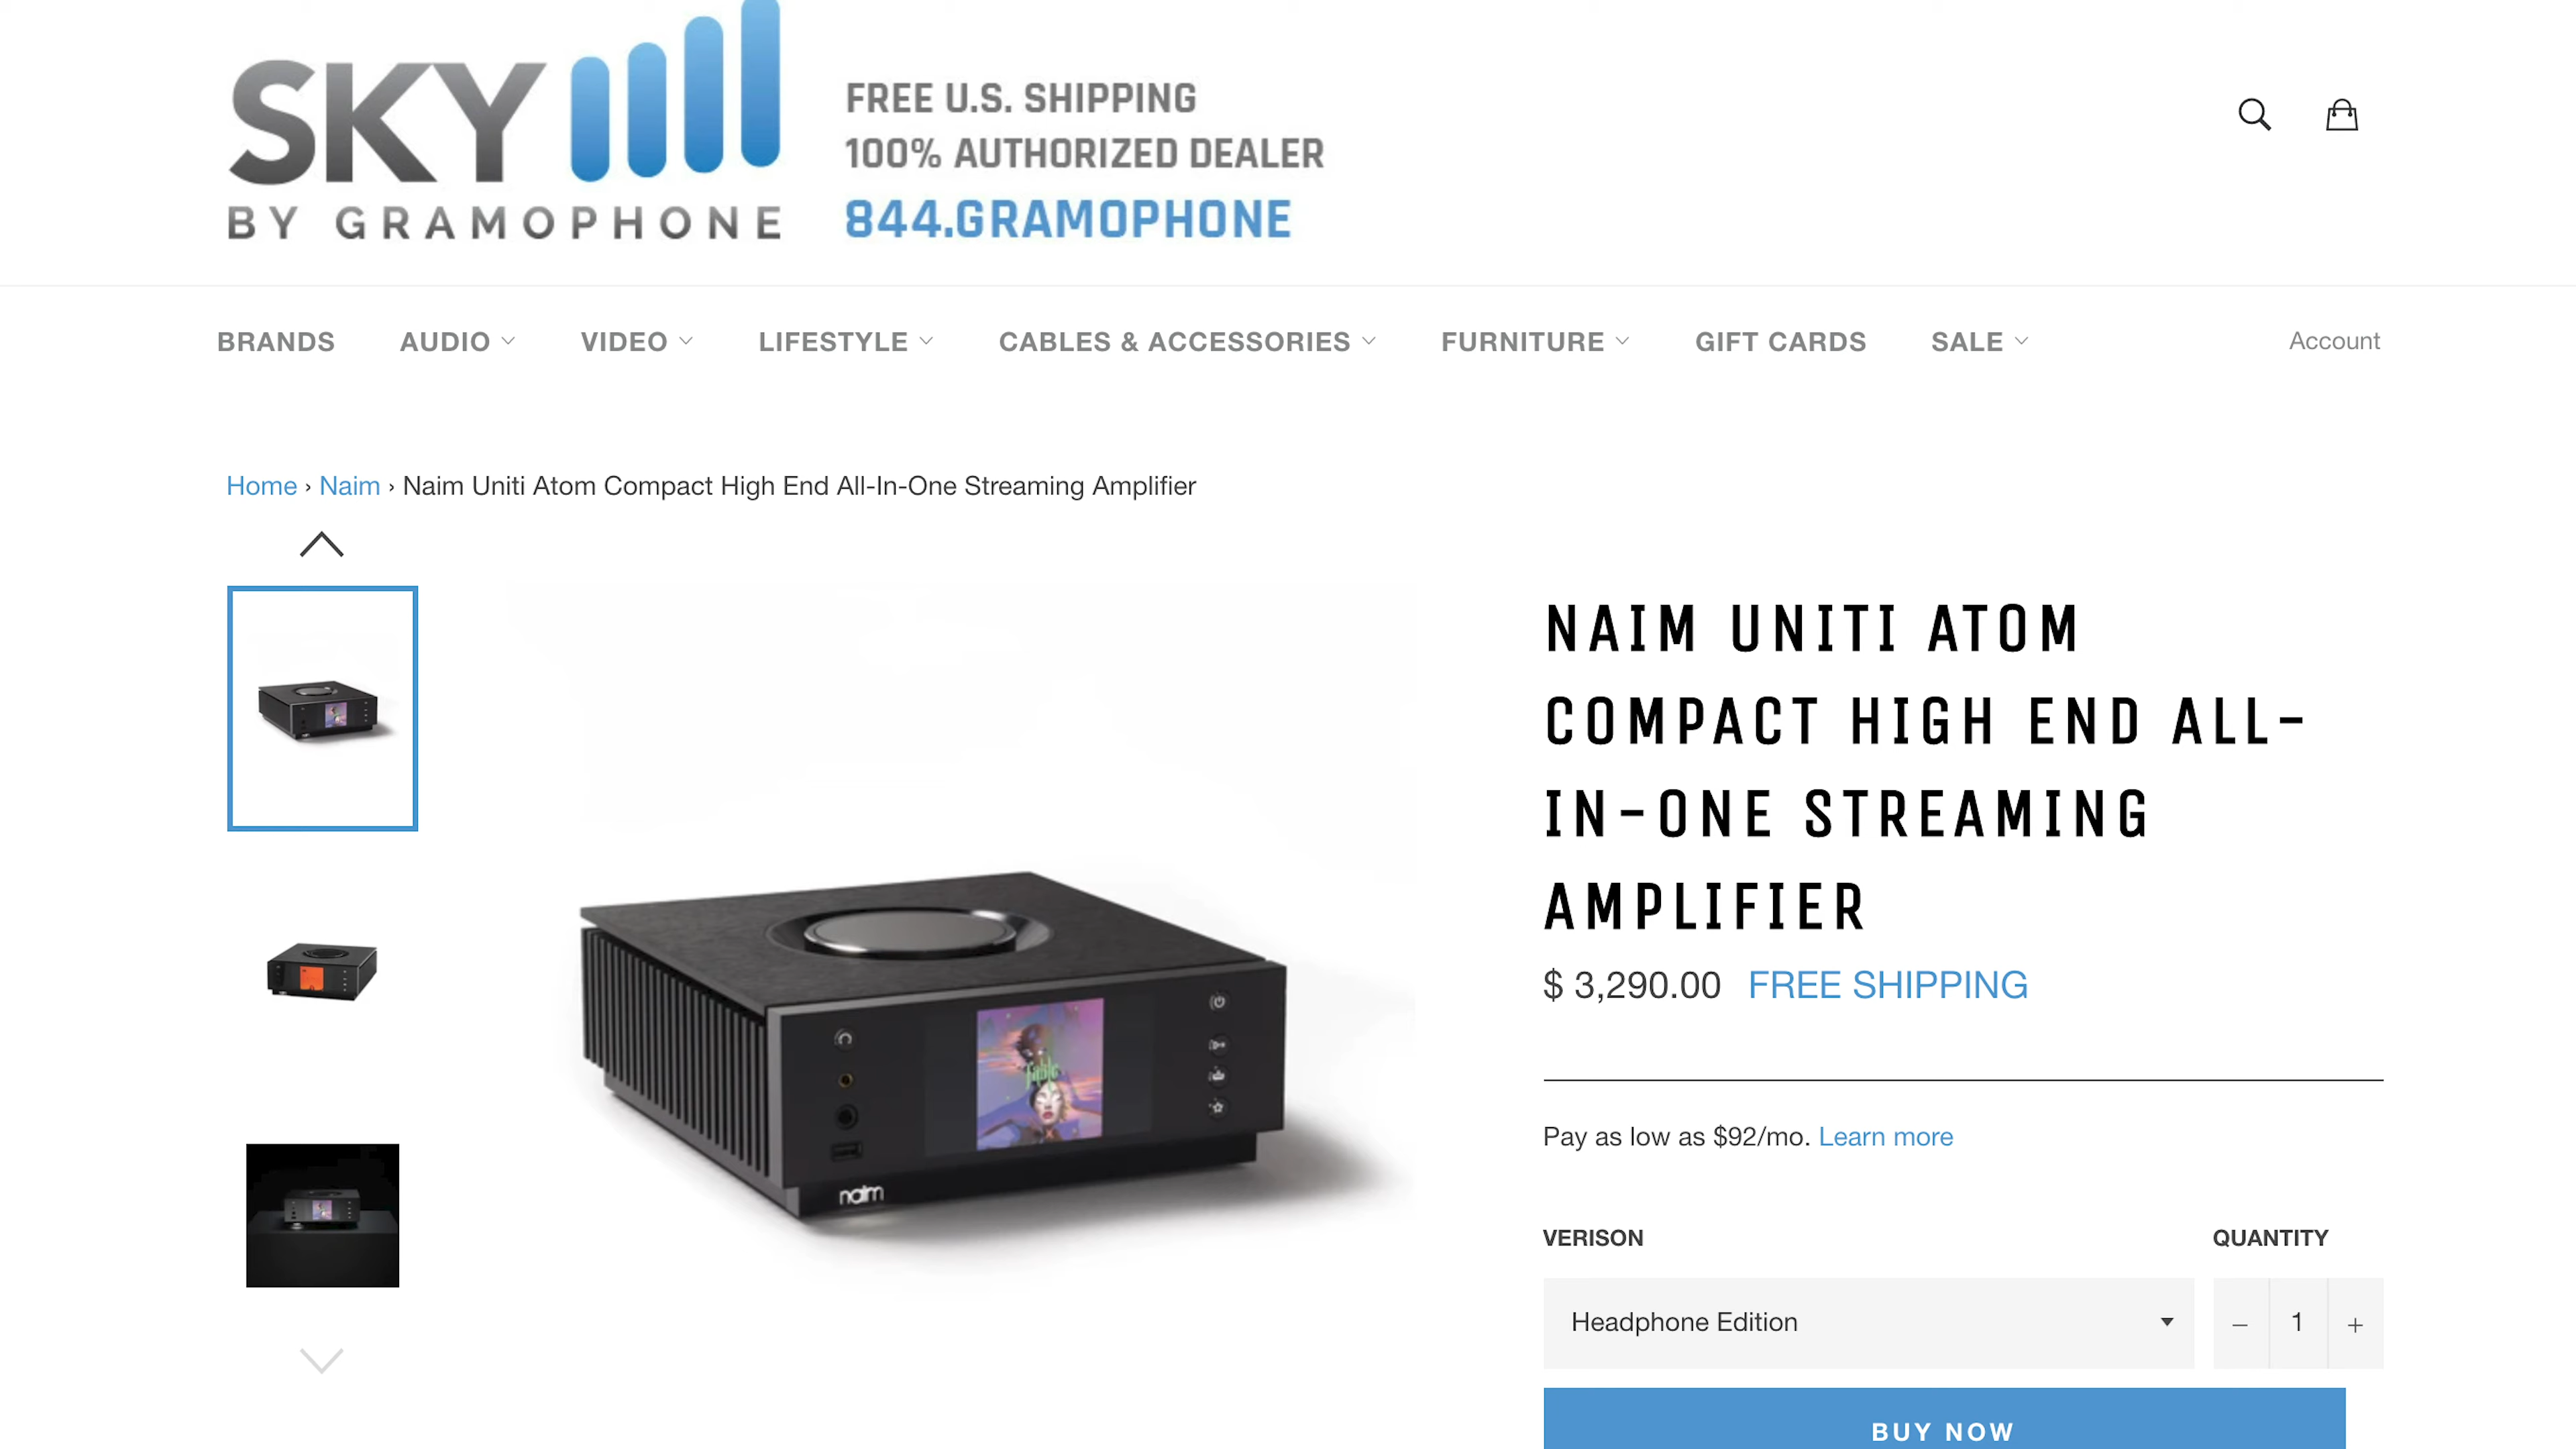 SKY
BY GRAMOPHONE
FREE U.S. SHIPPING
100% AUTHORIZED DEALER
844.GRAMOPHONE
BRANDS
AUDIO
VIDEO
LIFESTYLE
CABLES & ACCESSORIES
FURNITURE
GIFT CARDS
SALE
Account
Home › Naim › Naim Uniti Atom Compact High End All-In-One Streaming Amplifier
naim
fable
NAIM UNITI ATOM
COMPACT HIGH END ALL-
IN-ONE STREAMING
AMPLIFIER
$ 3,290.00 FREE SHIPPING
Pay as low as $92/mo. Learn more
VERISON
QUANTITY
Headphone Edition
− 1 +
BUY NOW